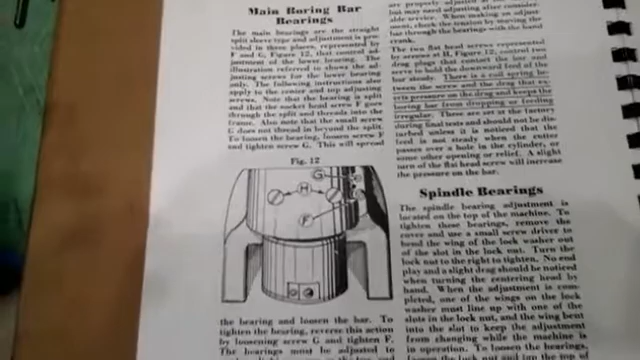 Main Boring Bar
Bearings
The main bearings are the straight
split sleeve type and adjustment is pro-
vided in three places, represented by
F and G, Figure 12, that control ad-
justment of the lower bearing. The
illustration referred to shows the ad-
justing screws for the lower bearing
only. The following instructions also
apply to the center and top adjusting
screws. Note that the bearing is split
and that the socket head screw F goes
through the split and threads into the
frame. Also note that the small screw
G does not thread in beyond the split.
To loosen the bearing, loosen screw F
and tighten screw G. This will spread
Fig. 12
G
H
F
the bearing and loosen the bar. To
tighten the bearing, reverse this action
by loosening screw G and tighten F.
The bearings must be adjusted to
are properly adjusted at
but may need adjusting after consider-
able service. When making an adjust-
ment, check the tension by moving the
bar through the bearings with the hand
crank.
The two flat head screws represented
by screws at H, Figure 12, control two
drag plugs that contact the bar and
serve to hold the downward feed of the
bar steady. There is a coil spring be-
tween the screw and the drag that ex-
erts pressure on the drag and keeps the
boring bar from dropping or feeding
irregular. These are set at the factory
during final tests and should not be dis-
turbed unless it is noticed that the
feed is not steady when the cutter
passes over a hole in the cylinder, or
some other opening or relief. A slight
turn of the flat head screw will increase
the pressure on the bar.
Spindle Bearings
The spindle bearing adjustment is
located on the top of the machine. To
tighten these bearings, remove the
cover and use a small screw driver to
bend the wing of the lock washer out
of the slot in the lock nut. Turn the
lock nut to the right to tighten. No end
play and a slight drag should be noticed
when turning the centering head by
hand. When the adjustment is com-
pleted, one of the wings on the lock
washer must line up with one of the
slots in the lock nut, and the wing bent
into the slot to keep the adjustment
from changing while the machine
is in operation. To loosen the bearings,